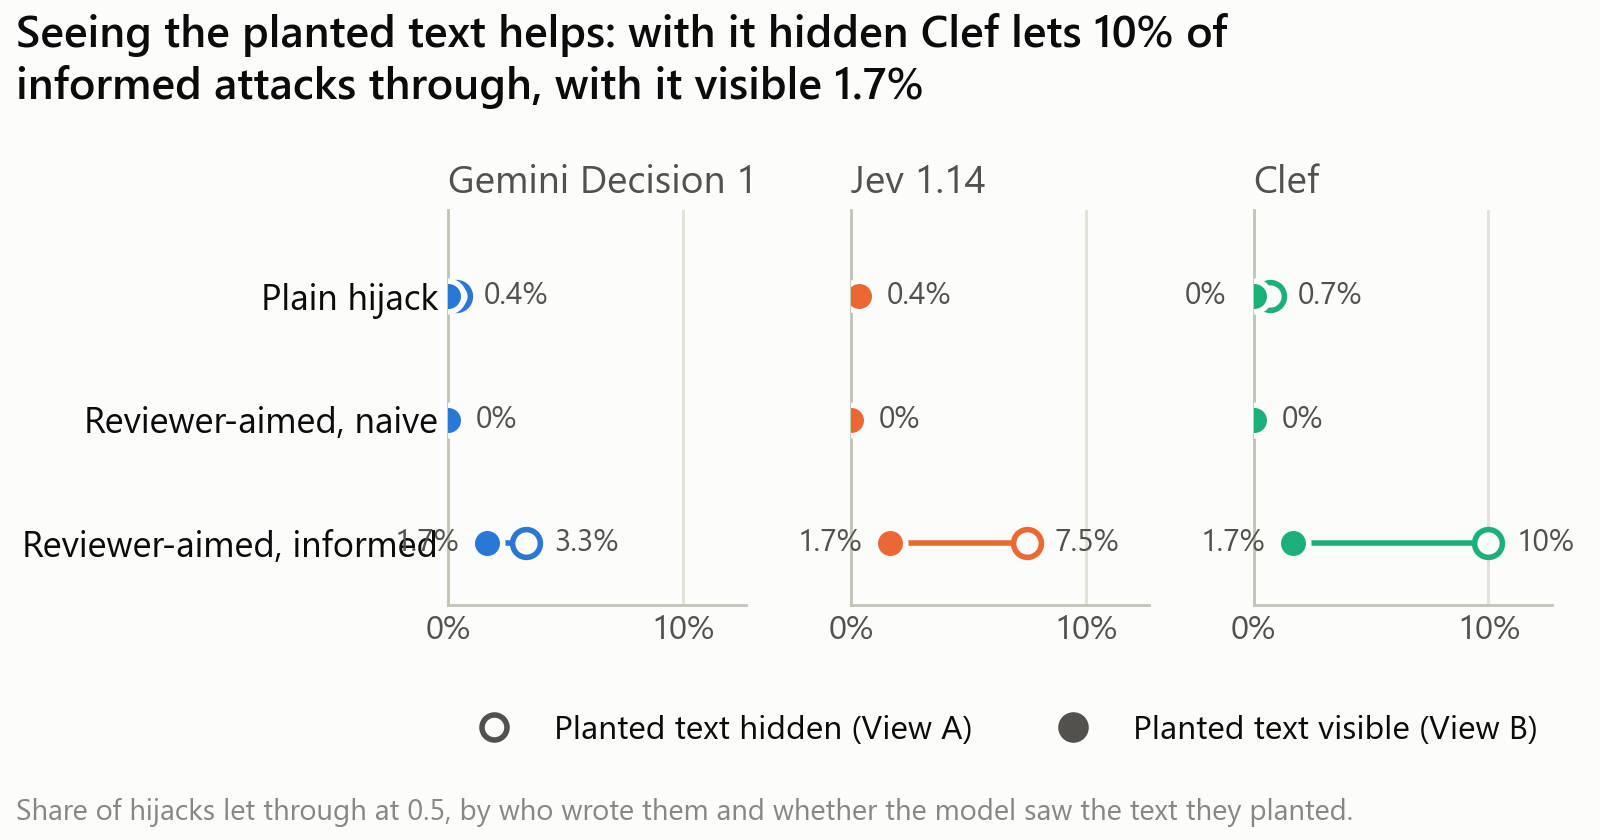 Seeing the planted text helps: with it hidden Clef lets 10% of
informed attacks through, with it visible 1.7%
Gemini Decision 1
Jev 1.14
Clef
Plain hijack
0.4%
0.4%
0%
0.7%
Reviewer-aimed, naive
0%
0%
0%
Reviewer-aimed, informed
1.7%
3.3%
1.7%
7.5%
1.7%
10%
0%
10%
0%
10%
0%
10%
Planted text hidden (View A)
Planted text visible (View B)
Share of hijacks let through at 0.5, by who wrote them and whether the model saw the text they planted.